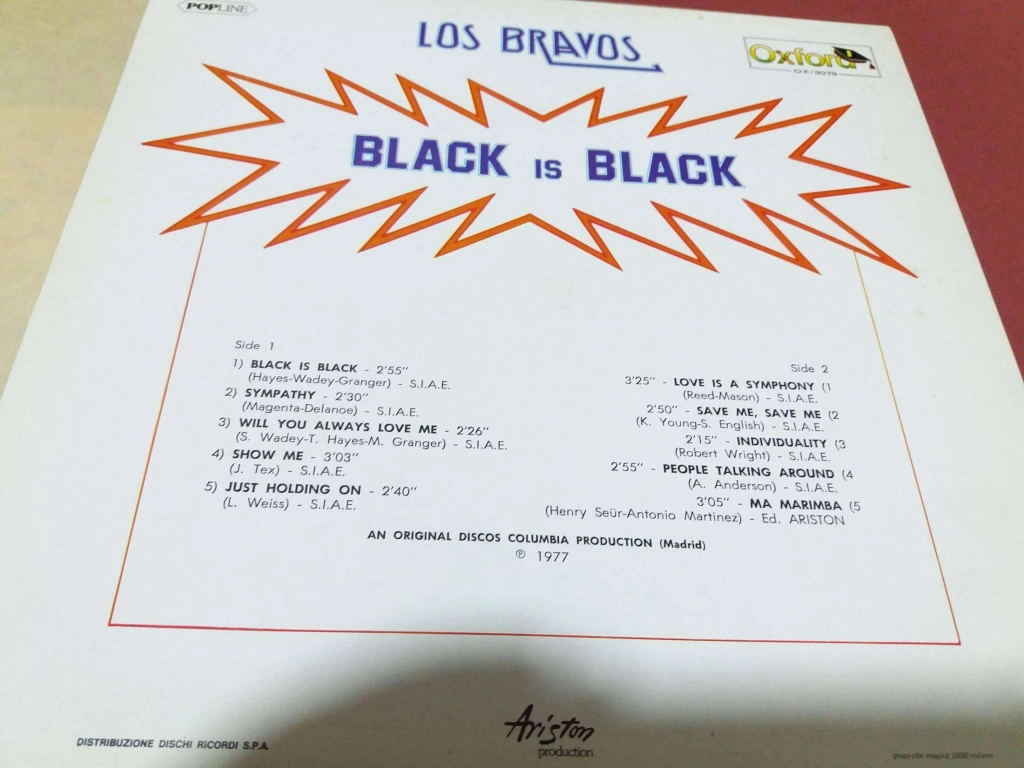 POPLINE
LOS BRAVOS
Oxford
OX/3079
BLACK IS BLACK
Side 1
1) BLACK IS BLACK - 2'55"
(Hayes-Wadey-Granger) - S.I.A.E.
2) SYMPATHY - 2'30"
(Magenta-Delanoe) - S.I.A.E.
3) WILL YOU ALWAYS LOVE ME - 2'26"
(S. Wadey-T. Hayes-M. Granger) - S.I.A.E.
4) SHOW ME - 3'03"
(J. Tex) - S.I.A.E.
5) JUST HOLDING ON - 2'40"
(L. Weiss) - S.I.A.E.
Side 2
3'25" - LOVE IS A SYMPHONY (1
(Reed-Mason) - S.I.A.E.
2'50" - SAVE ME, SAVE ME (2
(K. Young-S. English) - S.I.A.E.
2'15" - INDIVIDUALITY (3
(Robert Wright) - S.I.A.E.
2'55" - PEOPLE TALKING AROUND (4
(A. Anderson) - S.I.A.E.
3'05" - MA MARIMBA (5
(Henry Seür-Antonio Martinez) - Ed. ARISTON
AN ORIGINAL DISCOS COLUMBIA PRODUCTION (Madrid)
℗ 1977
Ariston
production
DISTRIBUZIONE DISCHI RICORDI S.P.A.
2000 milano